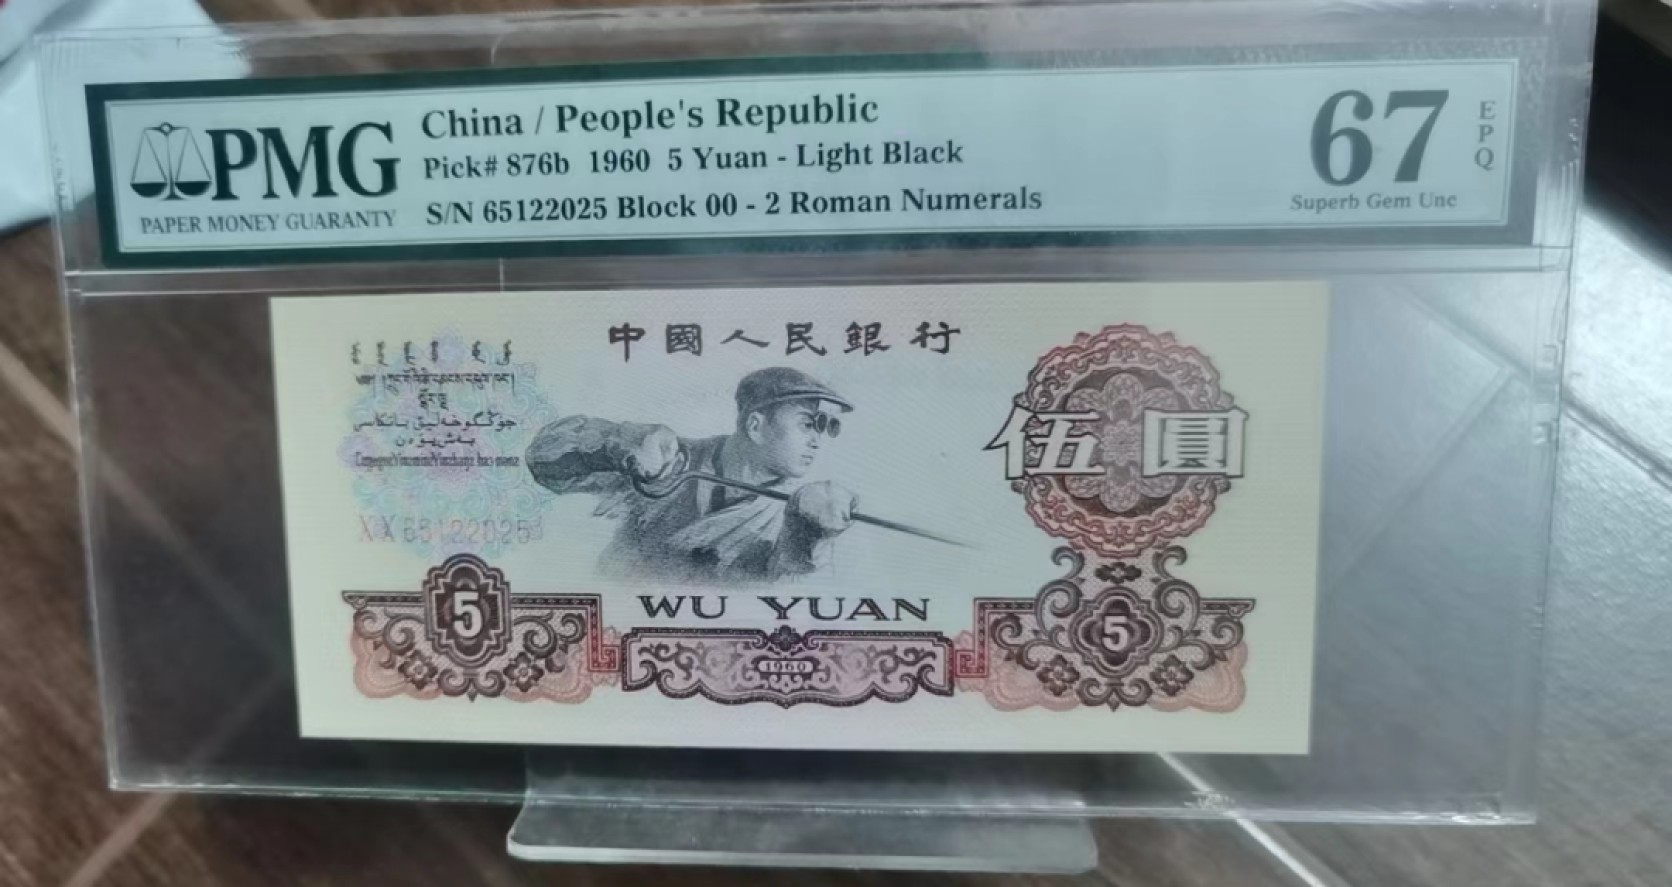 PMG
PAPER MONEY GUARANTY
China / People's Republic
Pick# 876b 1960 5 Yuan - Light Black
S/N 65122025 Block 00 - 2 Roman Numerals
67
EPQ
Superb Gem Unc
中國人民銀行
伍圓
XX65122025
5
WU YUAN
1960
5